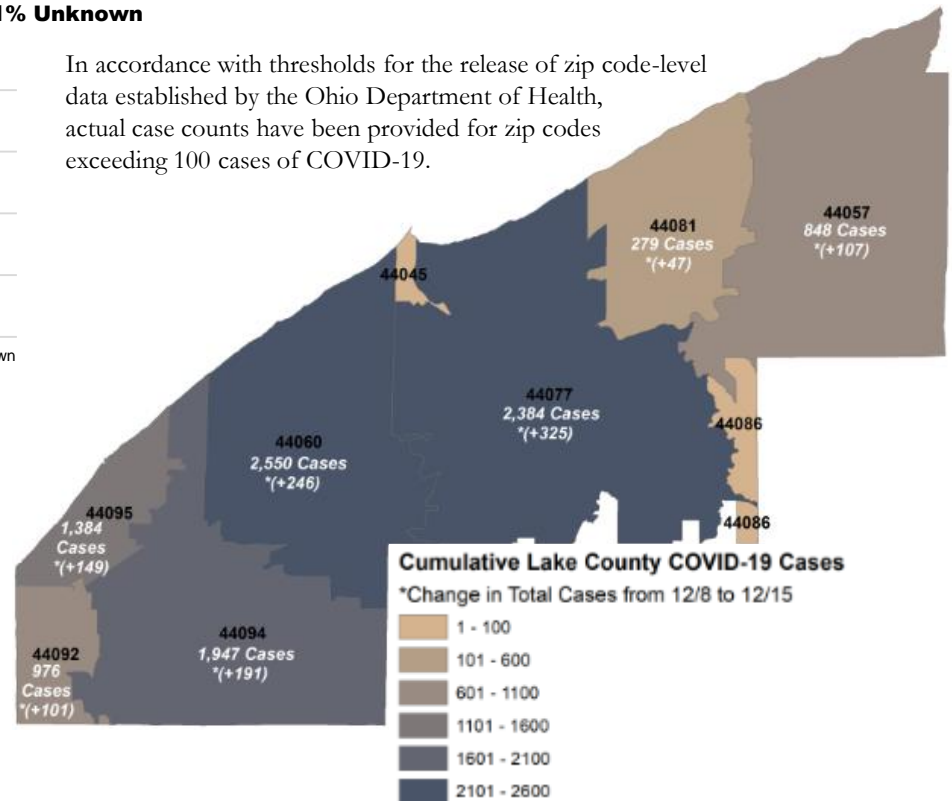 1% Unknown
In accordance with thresholds for the release of zip code-level
data established by the Ohio Department of Health,
actual case counts have been provided for zip codes
exceeding 100 cases of COVID-19.
44057
848 Cases
*(+107)
44081
279 Cases
*(+47)
44045
wn
44077
2,384 Cases
*(+325)
44086
44060
2,550 Cases
*(+246)
44095
1,384
Cases
*(+149)
44086
44094
1,947 Cases
*(+191)
44092
976
Cases
*(+101)
Cumulative Lake County COVID-19 Cases
*Change in Total Cases from 12/8 to 12/15
1 - 100
101 - 600
601 - 1100
1101 - 1600
1601 - 2100
2101 - 2600